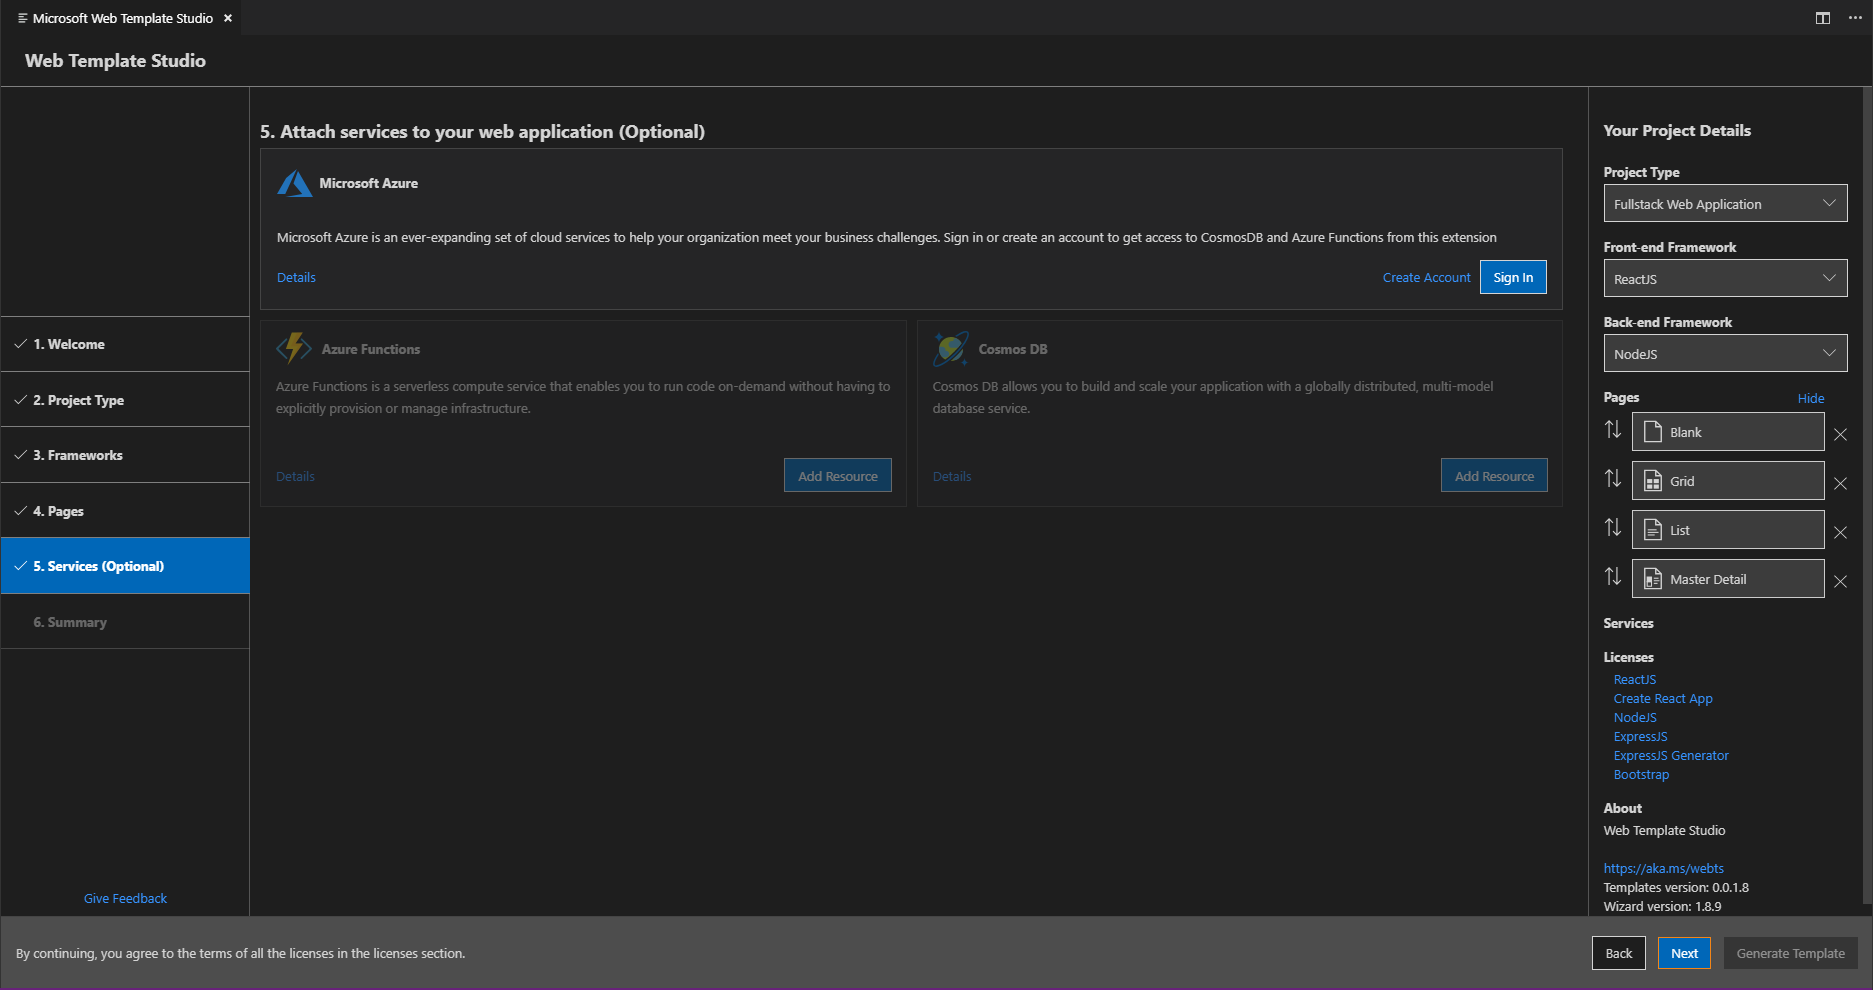 Microsoft Web Template Studio
Web Template Studio
1. Welcome
2. Project Type
3. Frameworks
4. Pages
5. Services (Optional)
6. Summary
Give Feedback
5. Attach services to your web application (Optional)
Microsoft Azure
Microsoft Azure is an ever-expanding set of cloud services to help your organization meet your business challenges. Sign in or create an account to get access to CosmosDB and Azure Functions from this extension
Details
Create Account
Sign In
Azure Functions
Azure Functions is a serverless compute service that enables you to run code on-demand without having to
explicitly provision or manage infrastructure.
Details
Add Resource
Cosmos DB
Cosmos DB allows you to build and scale your application with a globally distributed, multi-model
database service.
Details
Add Resource
Your Project Details
Project Type
Fullstack Web Application
Front-end Framework
ReactJS
Back-end Framework
NodeJS
Pages
Hide
Blank
Grid
List
Master Detail
Services
Licenses
ReactJS
Create React App
NodeJS
ExpressJS
ExpressJS Generator
Bootstrap
About
Web Template Studio
https://aka.ms/webts
Templates version: 0.0.1.8
Wizard version: 1.8.9
By continuing, you agree to the terms of all the licenses in the licenses section.
Back
Next
Generate Template